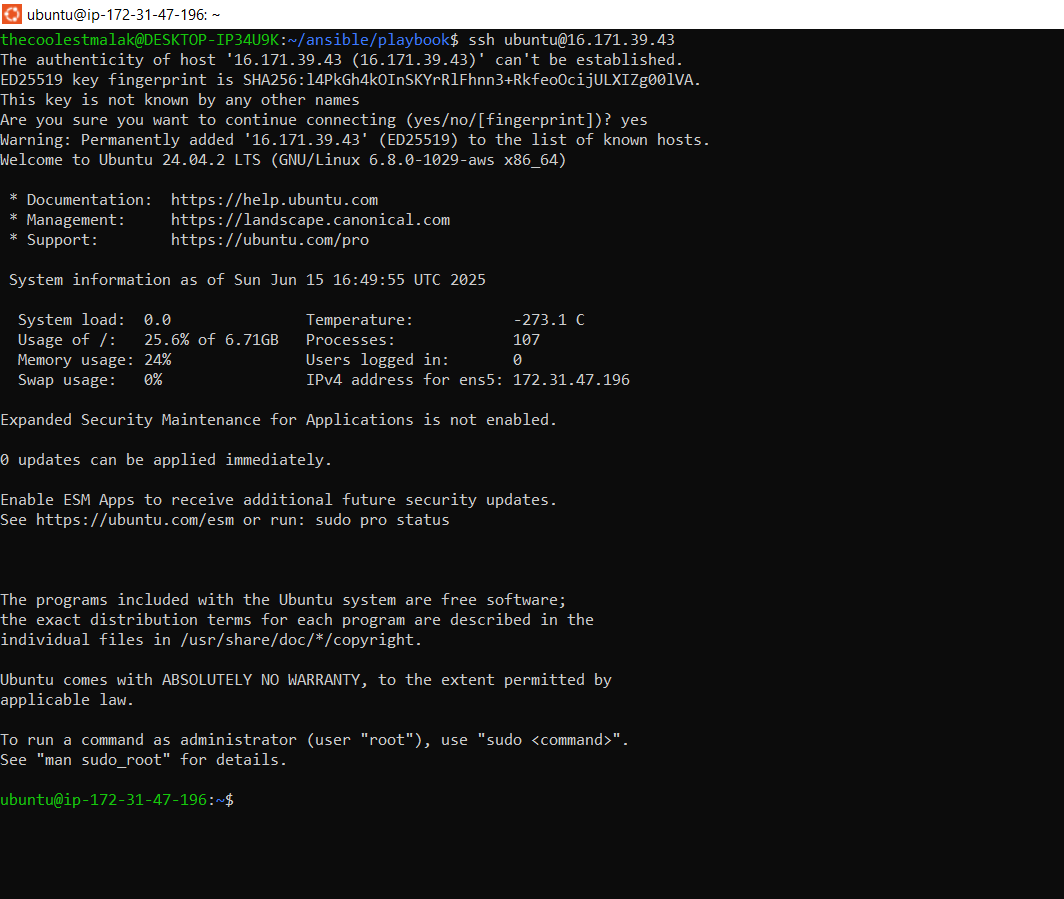 ubuntu@ip-172-31-47-196: ~
thecoolestmalak@DESKTOP-IP34U9K:~/ansible/playbook$ ssh ubuntu@16.171.39.43
The authenticity of host '16.171.39.43 (16.171.39.43)' can't be established.
ED25519 key fingerprint is SHA256:l4PkGh4kOInSKYrRlFhnn3+RkfeoOcijULXIZg00lVA.
This key is not known by any other names
Are you sure you want to continue connecting (yes/no/[fingerprint])? yes
Warning: Permanently added '16.171.39.43' (ED25519) to the list of known hosts.
Welcome to Ubuntu 24.04.2 LTS (GNU/Linux 6.8.0-1029-aws x86_64)
* Documentation:  https://help.ubuntu.com
* Management:     https://landscape.canonical.com
* Support:        https://ubuntu.com/pro
System information as of Sun Jun 15 16:49:55 UTC 2025
System load:  0.0               Temperature:           -273.1 C
Usage of /:   25.6% of 6.71GB   Processes:             107
Memory usage: 24%               Users logged in:       0
Swap usage:   0%                IPv4 address for ens5: 172.31.47.196
Expanded Security Maintenance for Applications is not enabled.
0 updates can be applied immediately.
Enable ESM Apps to receive additional future security updates.
See https://ubuntu.com/esm or run: sudo pro status
The programs included with the Ubuntu system are free software;
the exact distribution terms for each program are described in the
individual files in /usr/share/doc/*/copyright.
Ubuntu comes with ABSOLUTELY NO WARRANTY, to the extent permitted by
applicable law.
To run a command as administrator (user "root"), use "sudo <command>".
See "man sudo_root" for details.
ubuntu@ip-172-31-47-196:~$